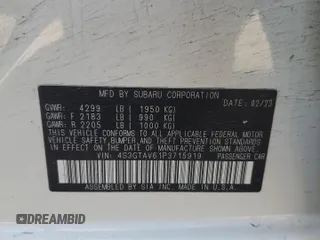 MFD BY SUBARU CORPORATION
GVWR: 4299 LB ( 1950 KG) DATE: 02/23
GAWR: F 2183 LB ( 990 KG)
GAWR: R 2205 LB ( 1000 KG)
THIS VEHICLE CONFORMS TO ALL APPLICABLE FEDERAL MOTOR VEHICLE
SAFETY, BUMPER, AND THEFT PREVENTION STANDARDS IN EFFECT
ON THE DATE OF MANUFACTURE SHOWN ABOVE.
VIN: 4S3GTAV61P3715919 PASSENGER CAR
ASSEMBLED BY SIA, INC. MADE IN U.S.A.